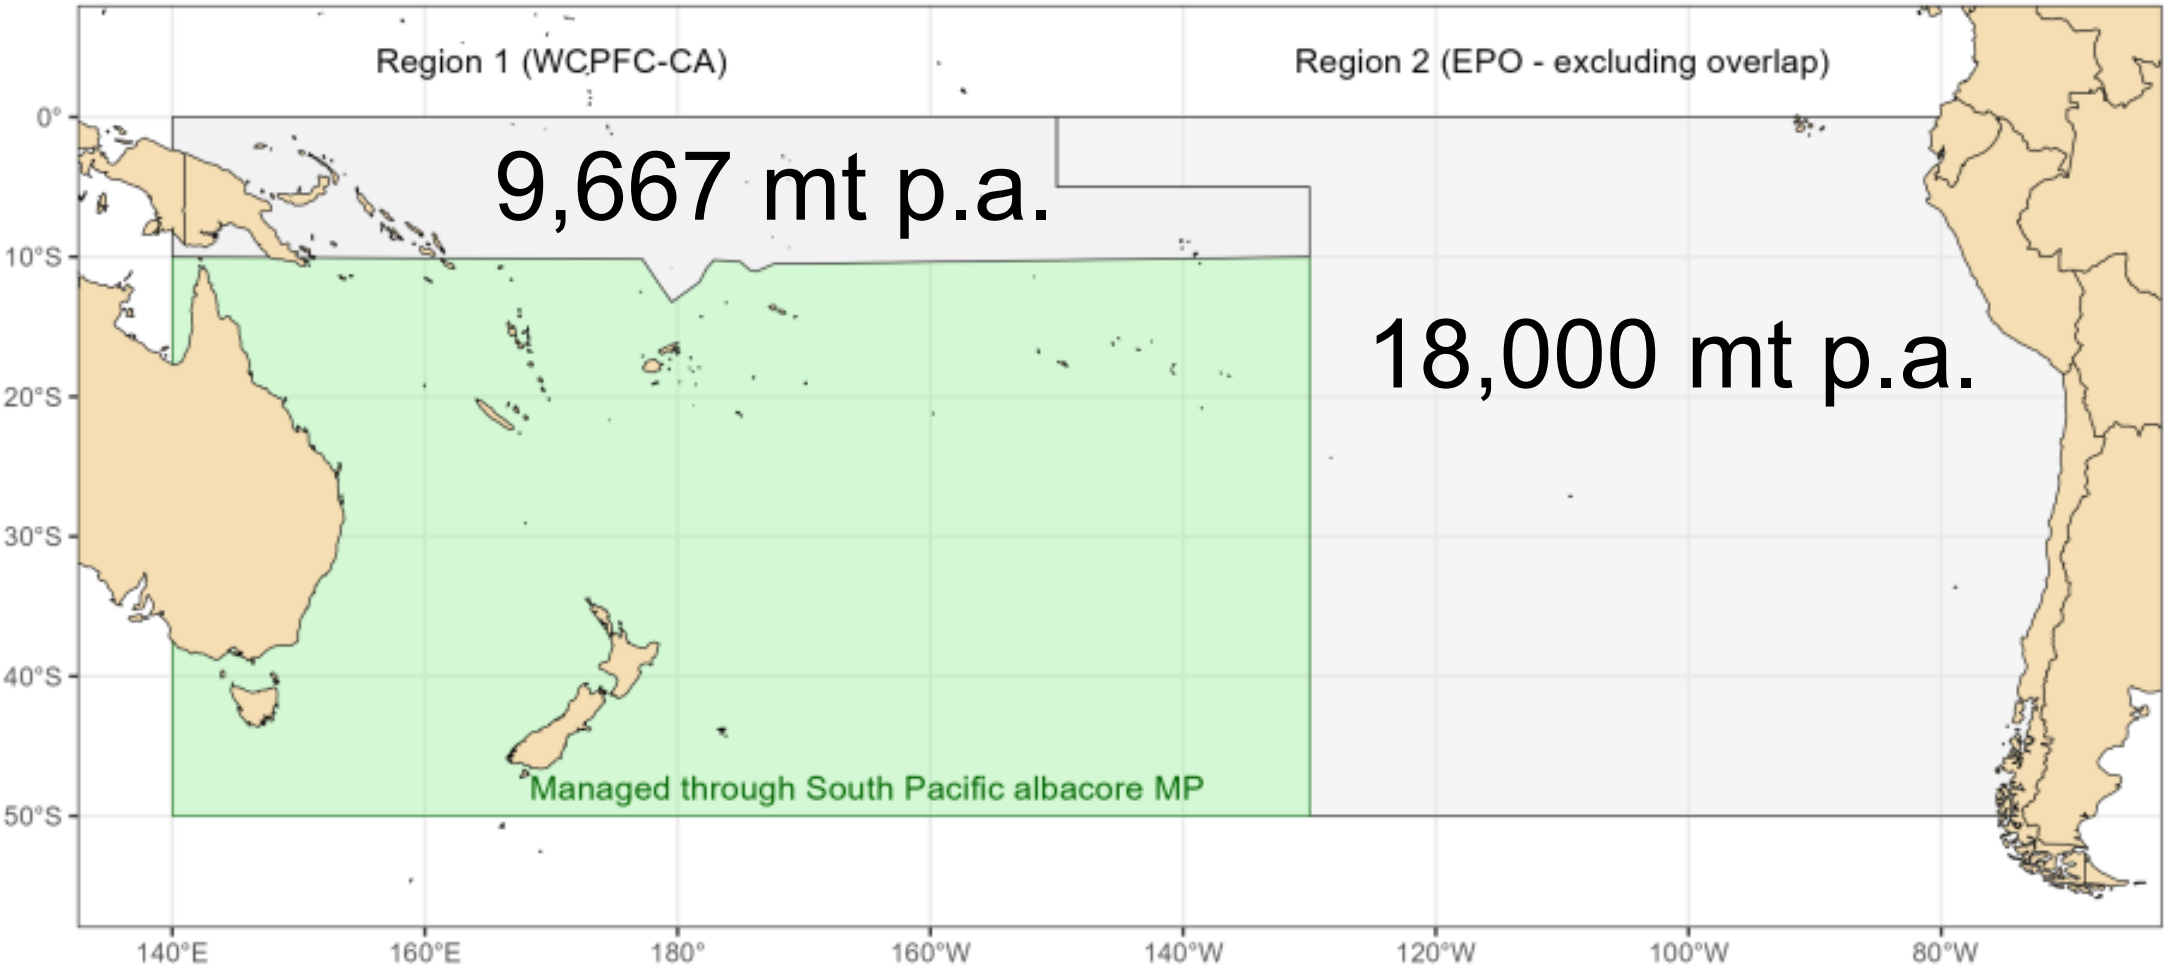 Region 1 (WCPFC-CA)
Region 2 (EPO - excluding overlap)
0°
9,667 mt p.a.
10°S
18,000 mt p.a.
20°S
30°S
40°S
Managed through South Pacific albacore MP
50°S
140°E
160°E
180°
160°W
140°W
120°W
100°W
80°W